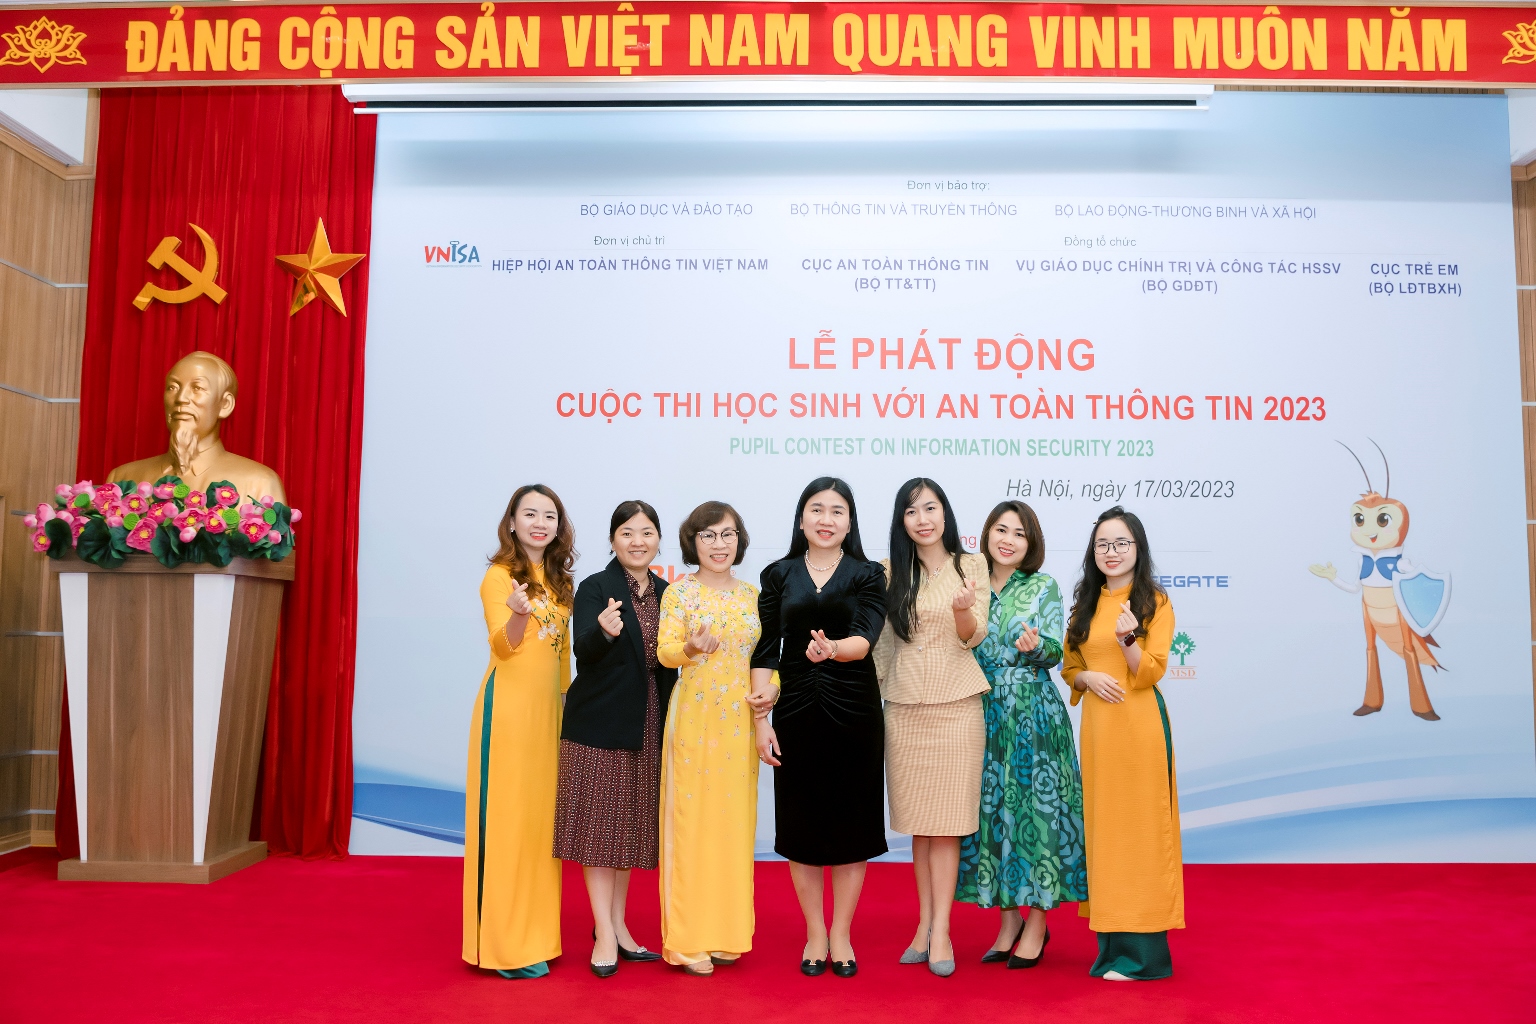 ĐẢNG CỘNG SẢN VIỆT NAM QUANG VINH MUÔN NĂM
Đơn vị bảo trợ:
BỘ GIÁO DỤC VÀ ĐÀO TẠO BỘ THÔNG TIN VÀ TRUYỀN THÔNG BỘ LAO ĐỘNG-THƯƠNG BINH VÀ XÃ HỘI
Đơn vị chủ trì Đồng tổ chức
VNISA
HIỆP HỘI AN TOÀN THÔNG TIN VIỆT NAM
CỤC AN TOÀN THÔNG TIN
(BỘ TT&TT)
VỤ GIÁO DỤC CHÍNH TRỊ VÀ CÔNG TÁC HSSV
(BỘ GDĐT)
CỤC TRẺ EM
(BỘ LĐTBXH)
LỄ PHÁT ĐỘNG
CUỘC THI HỌC SINH VỚI AN TOÀN THÔNG TIN 2023
PUPIL CONTEST ON INFORMATION SECURITY 2023
Hà Nội, ngày 17/03/2023
EGATE
MSD